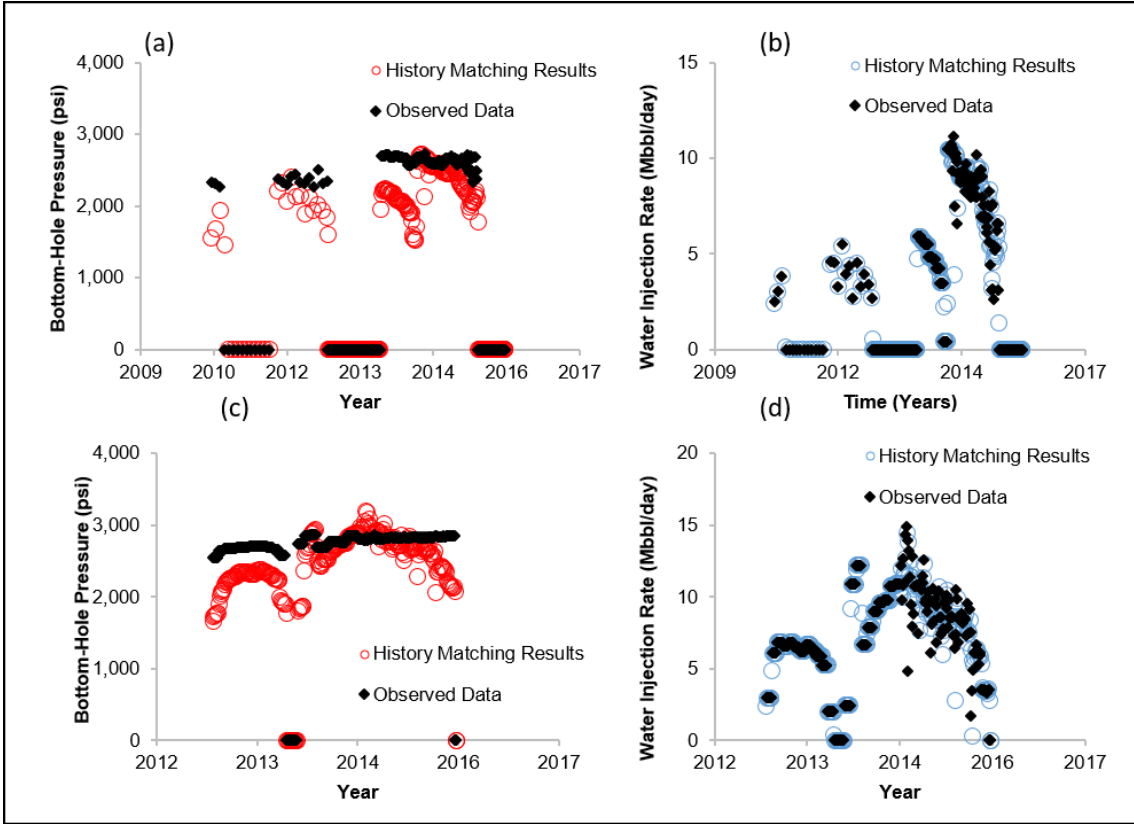 (a)
4,000
3,000
2,000
1,000
0
Bottom-Hole Pressure (psi)
History Matching Results
Observed Data
2009 2010 2012 2013 2014 2016 2017
Year
(b)
15
10
5
0
Water Injection Rate (Mbbl/day)
History Matching Results
Observed Data
2009 2012 2014 2017
Time (Years)
(c)
4,000
3,000
2,000
1,000
0
Bottom-Hole Pressure (psi)
History Matching Results
Observed Data
2012 2013 2014 2016 2017
Year
(d)
20
15
10
5
0
Water Injection Rate (Mbbl/day)
History Matching Results
Observed Data
2012 2013 2014 2016 2017
Year